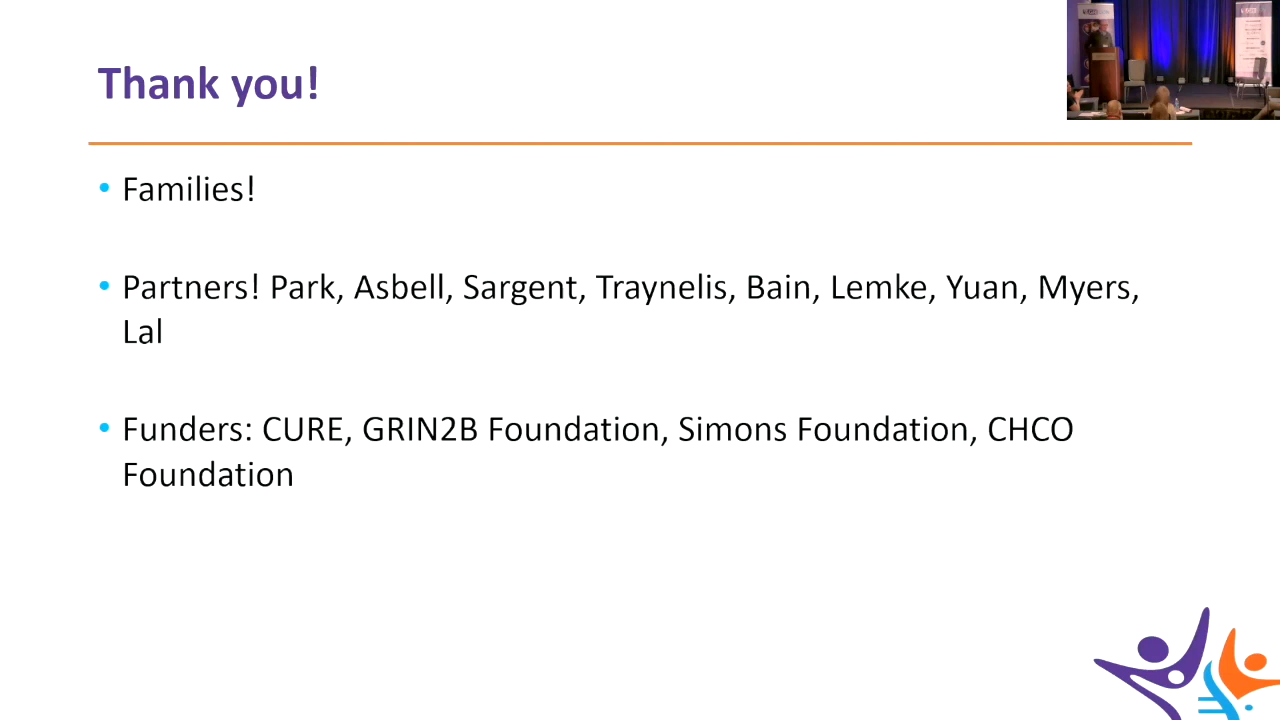 Thank you!
• Families!
• Partners! Park, Asbell, Sargent, Traynelis, Bain, Lemke, Yuan, Myers,
Lal
• Funders: CURE, GRIN2B Foundation, Simons Foundation, CHCO
Foundation